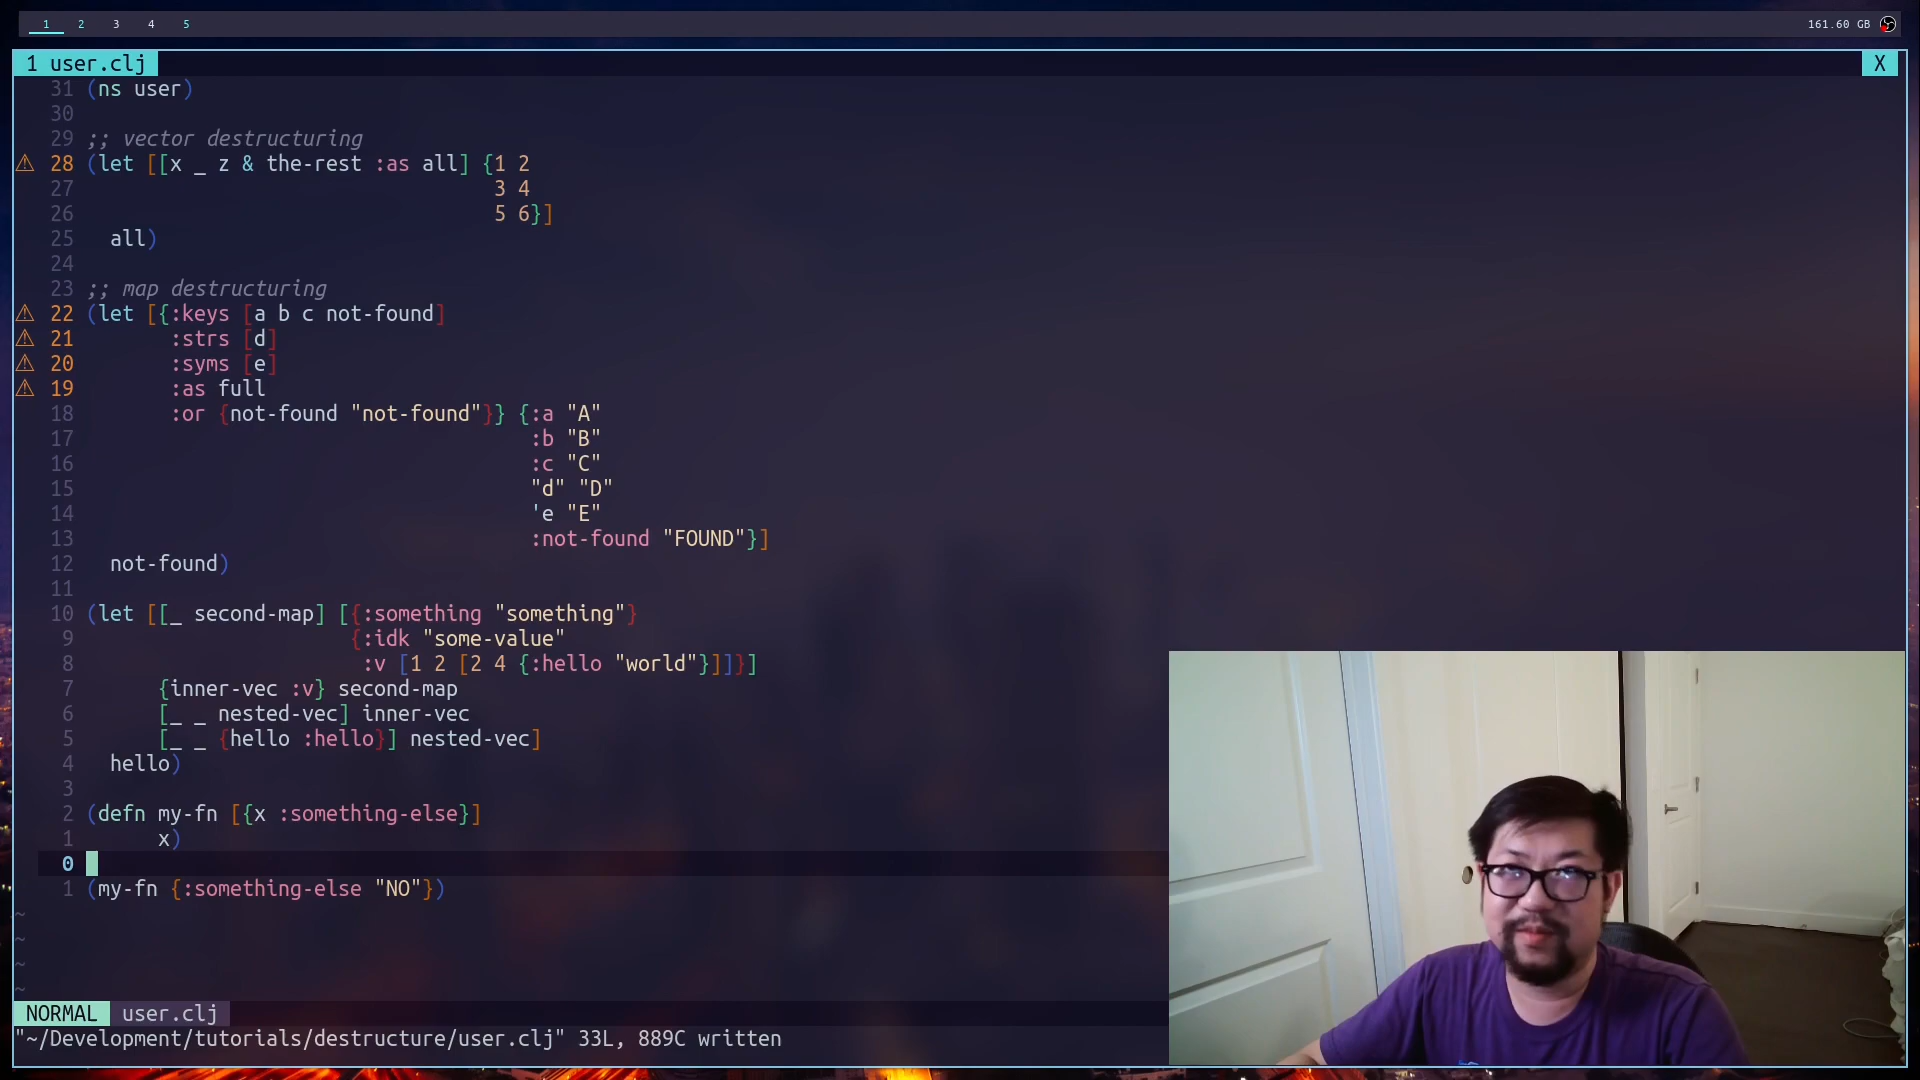 1 2 3 4 5 161.60 GB
1 user.clj X
31 (ns user)
30
29 ;; vector destructuring
28 (let [[x _ z & the-rest :as all] {1 2
27 3 4
26 5 6}]
25 all)
24
23 ;; map destructuring
22 (let [{:keys [a b c not-found]
21 :strs [d]
20 :syms [e]
19 :as full
18 :or {not-found "not-found"}} {:a "A"
17 :b "B"
16 :c "C"
15 "d" "D"
14 'e "E"
13 :not-found "FOUND"}]
12 not-found)
11
10 (let [[_ second-map] [{:something "something"}
9 {:idk "some-value"
8 :v [1 2 [2 4 {:hello "world"}]]}]
7 {inner-vec :v} second-map
6 [_ _ nested-vec] inner-vec
5 [_ _ {hello :hello}] nested-vec]
4 hello)
3
2 (defn my-fn [{x :something-else}]
1 x)
0
1 (my-fn {:something-else "NO"})
~
~
~
~
NORMAL user.clj
"~/Development/tutorials/destructure/user.clj" 33L, 889C written